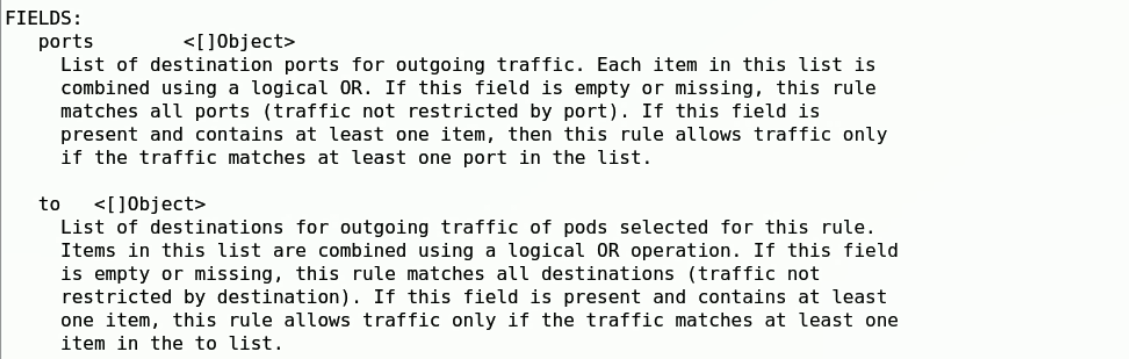 FIELDS:
ports <[]Object>
List of destination ports for outgoing traffic. Each item in this list is
combined using a logical OR. If this field is empty or missing, this rule
matches all ports (traffic not restricted by port). If this field is
present and contains at least one item, then this rule allows traffic only
if the traffic matches at least one port in the list.
to <[]Object>
List of destinations for outgoing traffic of pods selected for this rule.
Items in this list are combined using a logical OR operation. If this field
is empty or missing, this rule matches all destinations (traffic not
restricted by destination). If this field is present and contains at least
one item, this rule allows traffic only if the traffic matches at least one
item in the to list.